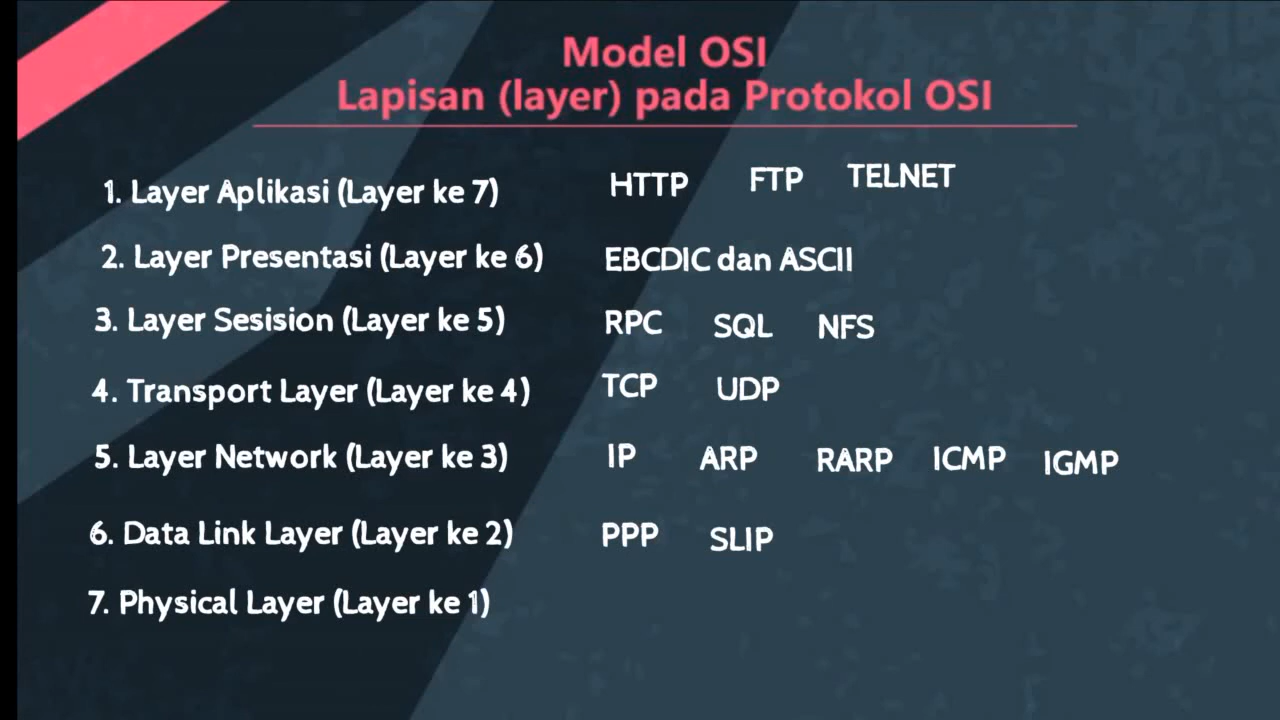 Model OSI
Lapisan (layer) pada Protokol OSI
1. Layer Aplikasi (Layer ke 7) HTTP FTP TELNET
2. Layer Presentasi (Layer ke 6) EBCDIC dan ASCII
3. Layer Sesision (Layer ke 5) RPC SQL NFS
4. Transport Layer (Layer ke 4) TCP UDP
5. Layer Network (Layer ke 3) IP ARP RARP ICMP IGMP
6. Data Link Layer (Layer ke 2) PPP SLIP
7. Physical Layer (Layer ke 1)